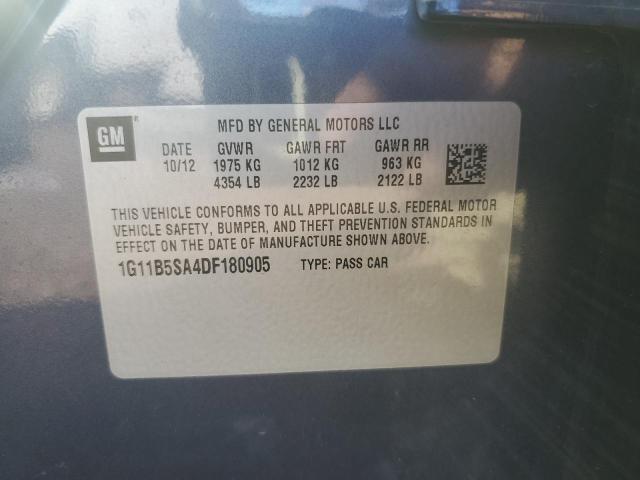 GM
MFD BY GENERAL MOTORS LLC
DATE GVWR GAWR FRT GAWR RR
10/12 1975 KG 1012 KG 963 KG
4354 LB 2232 LB 2122 LB
THIS VEHICLE CONFORMS TO ALL APPLICABLE U.S. FEDERAL MOTOR
VEHICLE SAFETY, BUMPER, AND THEFT PREVENTION STANDARDS IN
EFFECT ON THE DATE OF MANUFACTURE SHOWN ABOVE.
1G11B5SA4DF180905 TYPE: PASS CAR